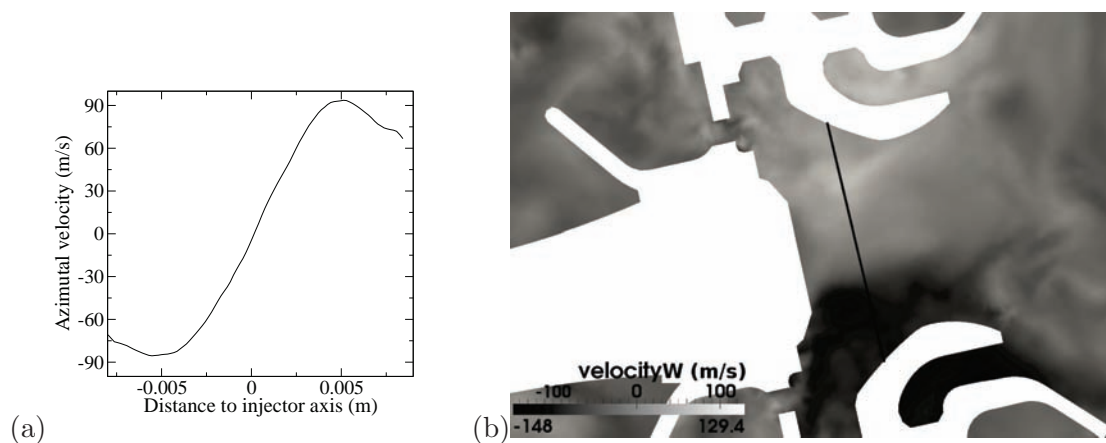 90
60
30
0
-30
-60
-90
Azimutal velocity (m/s)
-0.005 0 0.005
Distance to injector axis (m)
(a)
velocityW (m/s)
-100 0 100
-148 129.4
(b)